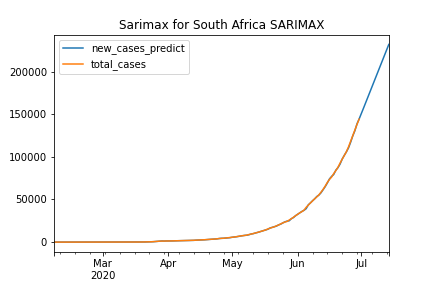 Sarimax for South Africa SARIMAX
new_cases_predict
total_cases
200000
150000
100000
50000
0
Mar
2020
Apr
May
Jun
Jul